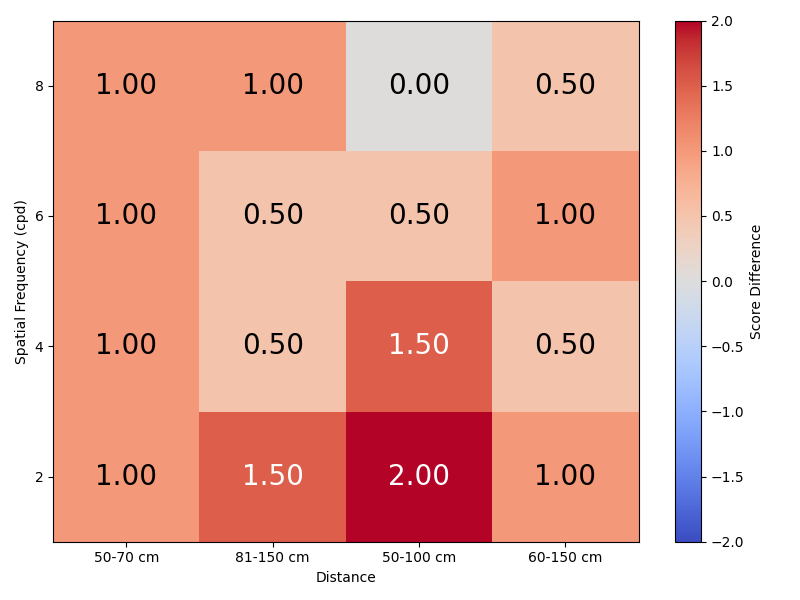 8 1.00 1.00 0.00 0.50
6 1.00 0.50 0.50 1.00
4 1.00 0.50 1.50 0.50
2 1.00 1.50 2.00 1.00
50-70 cm 81-150 cm 50-100 cm 60-150 cm
Distance
Spatial Frequency (cpd)
2.0
1.5
1.0
0.5
0.0
−0.5
−1.0
−1.5
−2.0
Score Difference